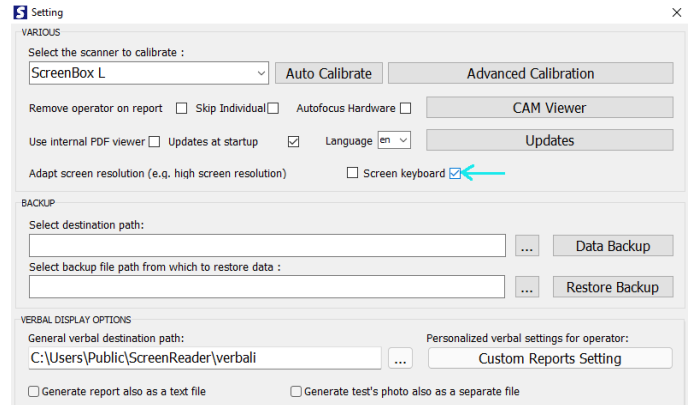 S Setting
VARIOUS
Select the scanner to calibrate :
ScreenBox L Auto Calibrate Advanced Calibration
Remove operator on report Skip Individual Autofocus Hardware CAM Viewer
Use internal PDF viewer Updates at startup Language en Updates
Adapt screen resolution (e.g. high screen resolution) Screen keyboard
BACKUP
Select destination path:
... Data Backup
Select backup file path from which to restore data :
... Restore Backup
VERBAL DISPLAY OPTIONS
General verbal destination path: Personalized verbal settings for operator:
C:\Users\Public\ScreenReader\verbali ... Custom Reports Setting
Generate report also as a text file Generate test's photo also as a separate file